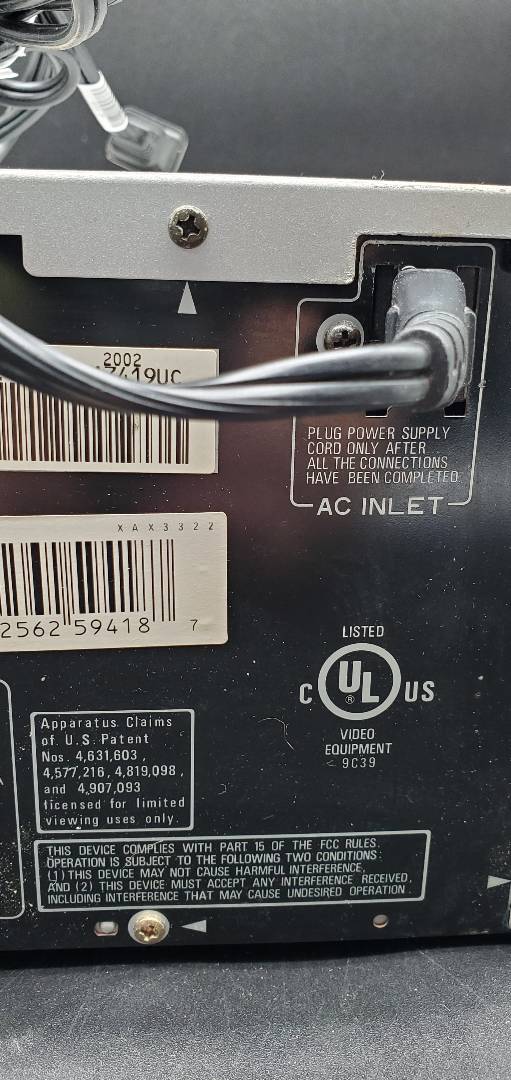 2002
7419UC
PLUG POWER SUPPLY
CORD ONLY AFTER
ALL THE CONNECTIONS
HAVE BEEN COMPLETED
AC INLET
XAX3322
2562 59418 7
LISTED
C UL ® US
VIDEO
EQUIPMENT
9C39
Apparatus Claims
of U.S. Patent
Nos. 4,631,603,
4,577,216, 4,819,098,
and 4,907,093
licensed for limited
viewing uses only.
THIS DEVICE COMPLIES WITH PART 15 OF THE FCC RULES.
OPERATION IS SUBJECT TO THE FOLLOWING TWO CONDITIONS:
(1) THIS DEVICE MAY NOT CAUSE HARMFUL INTERFERENCE,
AND (2) THIS DEVICE MUST ACCEPT ANY INTERFERENCE RECEIVED,
INCLUDING INTERFERENCE THAT MAY CAUSE UNDESIRED OPERATION.